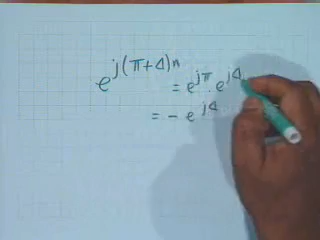 e^{j(π+Δ)n}
= e^{jπ} · e^{jΔ}
= - e^{jΔ}